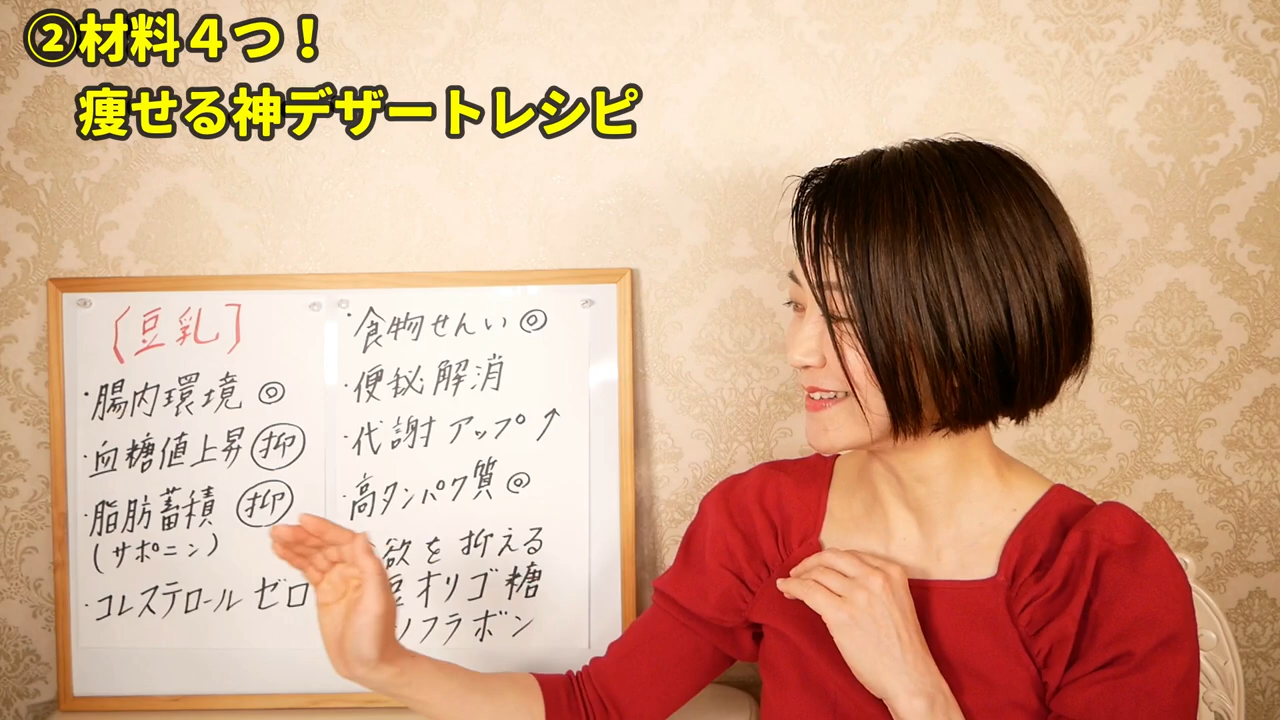 ②材料４つ！
痩せる神デザートレシピ
〔豆乳〕
・腸内環境 ◎
・血糖値上昇 抑
・脂肪蓄積 抑
(サポニン)
・コレステロール ゼロ
・食物せんい ◎
・便秘解消
・代謝アップ↑
・高タンパク質 ◎
欲を抑える
豆オリゴ糖
ソフラボン